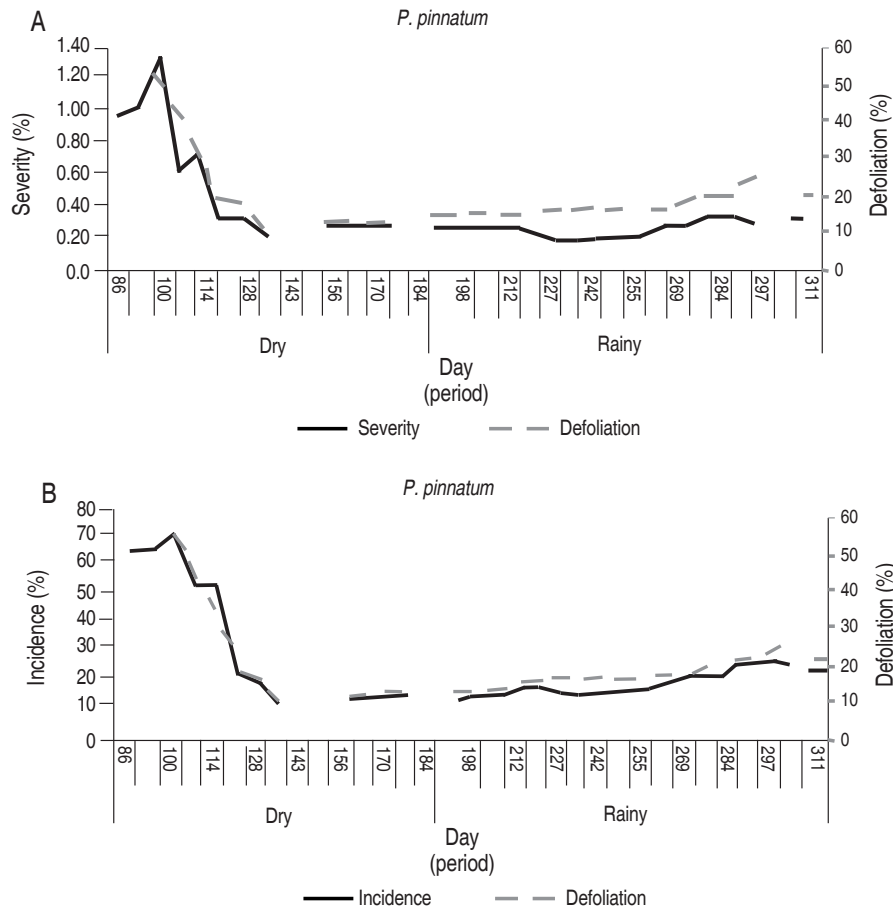 A
P. pinnatum
Severity (%)
1.40
1.20
1.00
0.80
0.60
0.40
0.20
0.0
Defoliation (%)
60
50
40
30
20
10
0
86 100 114 128 143 156 170 184 198 212 227 242 255 269 284 297 311
Dry Rainy
Day
(period)
Severity Defoliation
B
P. pinnatum
Incidence (%)
80
70
60
50
40
30
20
10
0
Defoliation (%)
60
50
40
30
20
10
0
86 100 114 128 143 156 170 184 198 212 227 242 255 269 284 297 311
Dry Rainy
Day
(period)
Incidence Defoliation